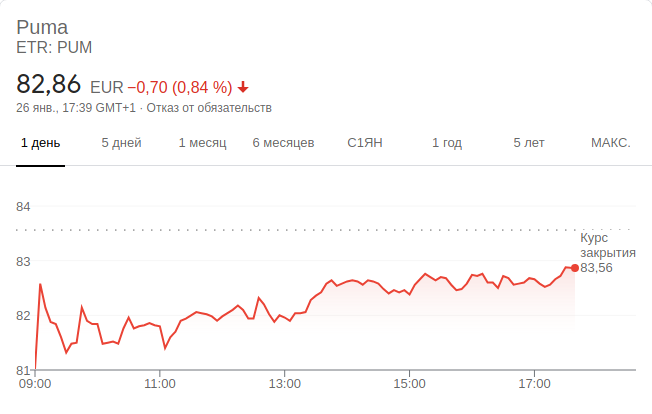 Puma
ETR: PUM
82,86 EUR −0,70 (0,84 %)
26 янв., 17:39 GMT+1 · Отказ от обязательств
1 день 5 дней 1 месяц 6 месяцев С1ЯН 1 год 5 лет МАКС.
84
Курс
закрытия
83,56
83
82
81
09:00 11:00 13:00 15:00 17:00